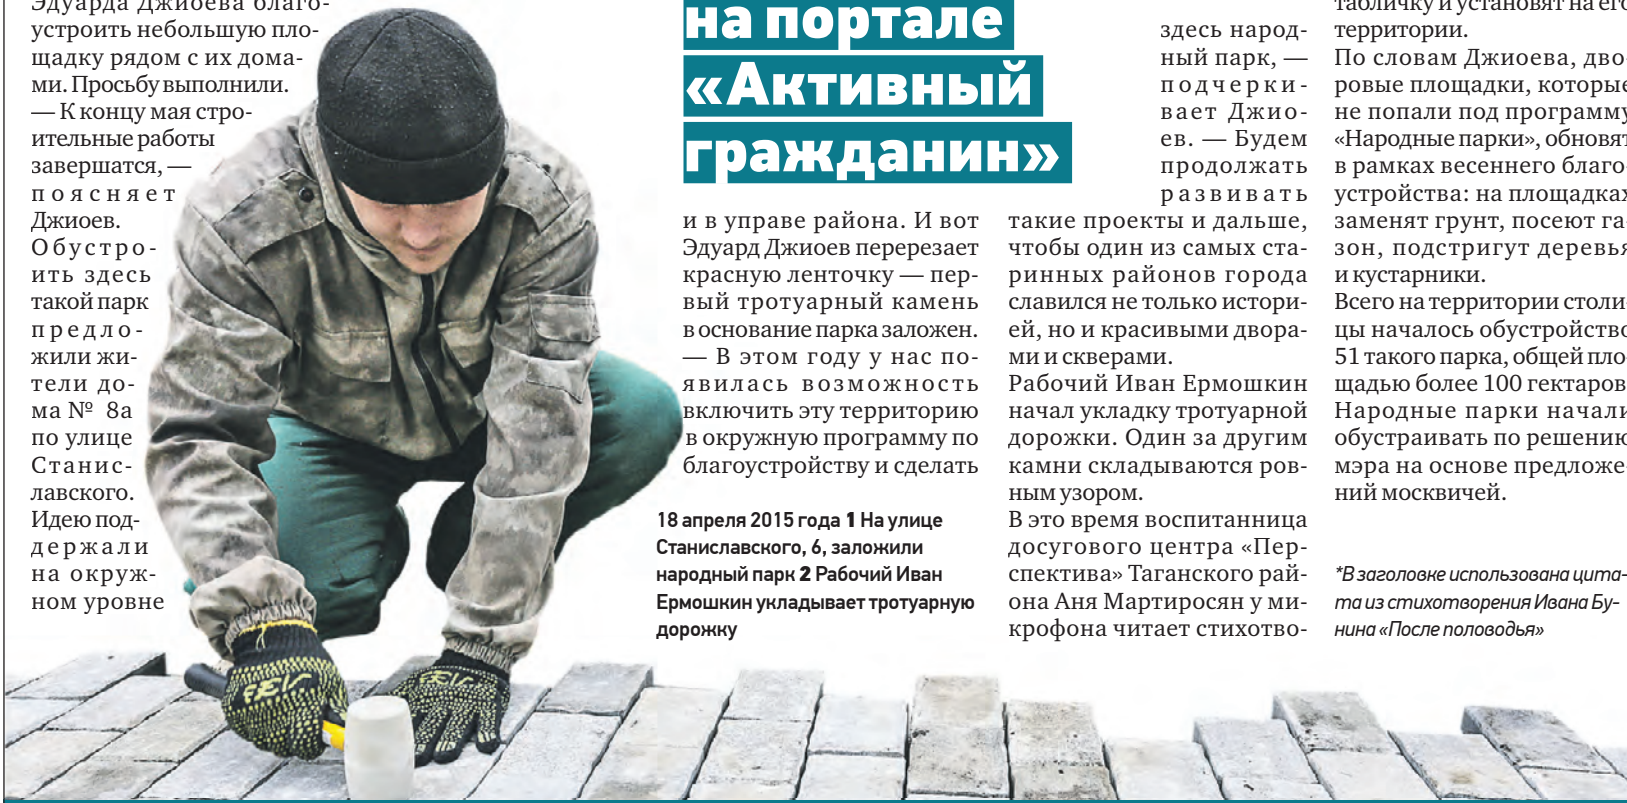 Эдуарда Джиоева благо-
устроить небольшую пло-
щадку рядом с их дома-
ми. Просьбу выполнили.
— К концу мая стро-
ительные работы
завершатся, —
поясняет
Джиоев.
Обустро-
ить здесь
такой парк
предло-
жили жи-
тели до-
ма № 8а
по улице
Станис-
лавского.
Идею под-
держали
на окруж-
ном уровне
на портале
«Активный
гражданин»
и в управе района. И вот
Эдуард Джиоев перерезает
красную ленточку — пер-
вый тротуарный камень
в основание парка заложен.
— В этом году у нас по-
явилась возможность
включить эту территорию
в окружную программу по
благоустройству и сделать
18 апреля 2015 года 1 На улице
Станиславского, 6, заложили
народный парк 2 Рабочий Иван
Ермошкин укладывает тротуарную
дорожку
здесь народ-
ный парк, —
подчерки-
вает Джио-
ев. — Будем
продолжать
развивать
такие проекты и дальше,
чтобы один из самых ста-
ринных районов города
славился не только истори-
ей, но и красивыми двора-
ми и скверами.
Рабочий Иван Ермошкин
начал укладку тротуарной
дорожки. Один за другим
камни складываются ров-
ным узором.
В это время воспитанница
досугового центра «Пер-
спектива» Таганского рай-
она Аня Мартиросян у ми-
крофона читает стихотво-
табличку и установят на его
территории.
По словам Джиоева, дво-
ровые площадки, которые
не попали под программу
«Народные парки», обновят
в рамках весеннего благо-
устройства: на площадках
заменят грунт, посеют га-
зон, подстригут деревья
и кустарники.
Всего на территории столи-
цы началось обустройство
51 такого парка, общей пло-
щадью более 100 гектаров.
Народные парки начали
обустраивать по решению
мэра на основе предложе-
ний москвичей.
*В заголовке использована цита-
та из стихотворения Ивана Бу-
нина «После половодья»